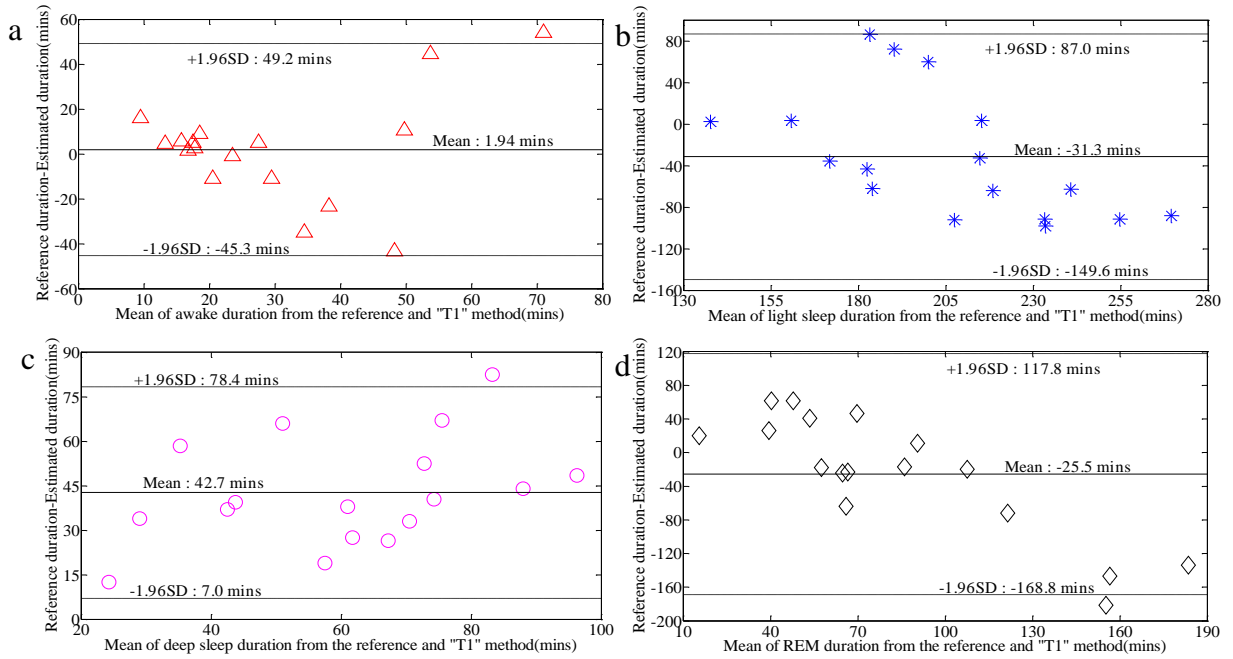 a
Reference duration-Estimated duration(mins)
60
40
20
0
-20
-40
-60
+1.96SD : 49.2 mins
Mean : 1.94 mins
-1.96SD : -45.3 mins
0 10 20 30 40 50 60 70 80
Mean of awake duration from the reference and "T1" method(mins)
b
Reference duration-Estimated duration(mins)
80
40
0
-40
-80
-120
-160
+1.96SD : 87.0 mins
Mean : -31.3 mins
-1.96SD : -149.6 mins
130 155 180 205 230 255 280
Mean of light sleep duration from the reference and "T1" method(mins)
c
Reference duration-Estimated duration(mins)
90
75
60
45
30
15
0
+1.96SD : 78.4 mins
Mean : 42.7 mins
-1.96SD : 7.0 mins
20 40 60 80 100
Mean of deep sleep duration from the reference and "T1" method(mins)
d
Reference duration-Estimated duration(mins)
120
80
40
0
-40
-80
-120
-160
-200
+1.96SD : 117.8 mins
Mean : -25.5 mins
-1.96SD : -168.8 mins
10 40 70 100 130 160 190
Mean of REM duration from the reference and "T1" method(mins)